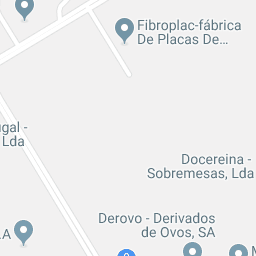 Fibroplac-fábrica
De Placas De...
gal -
Lda
Docereina -
Sobremesas, Lda
Derovo - Derivados
de Ovos, SA
.A